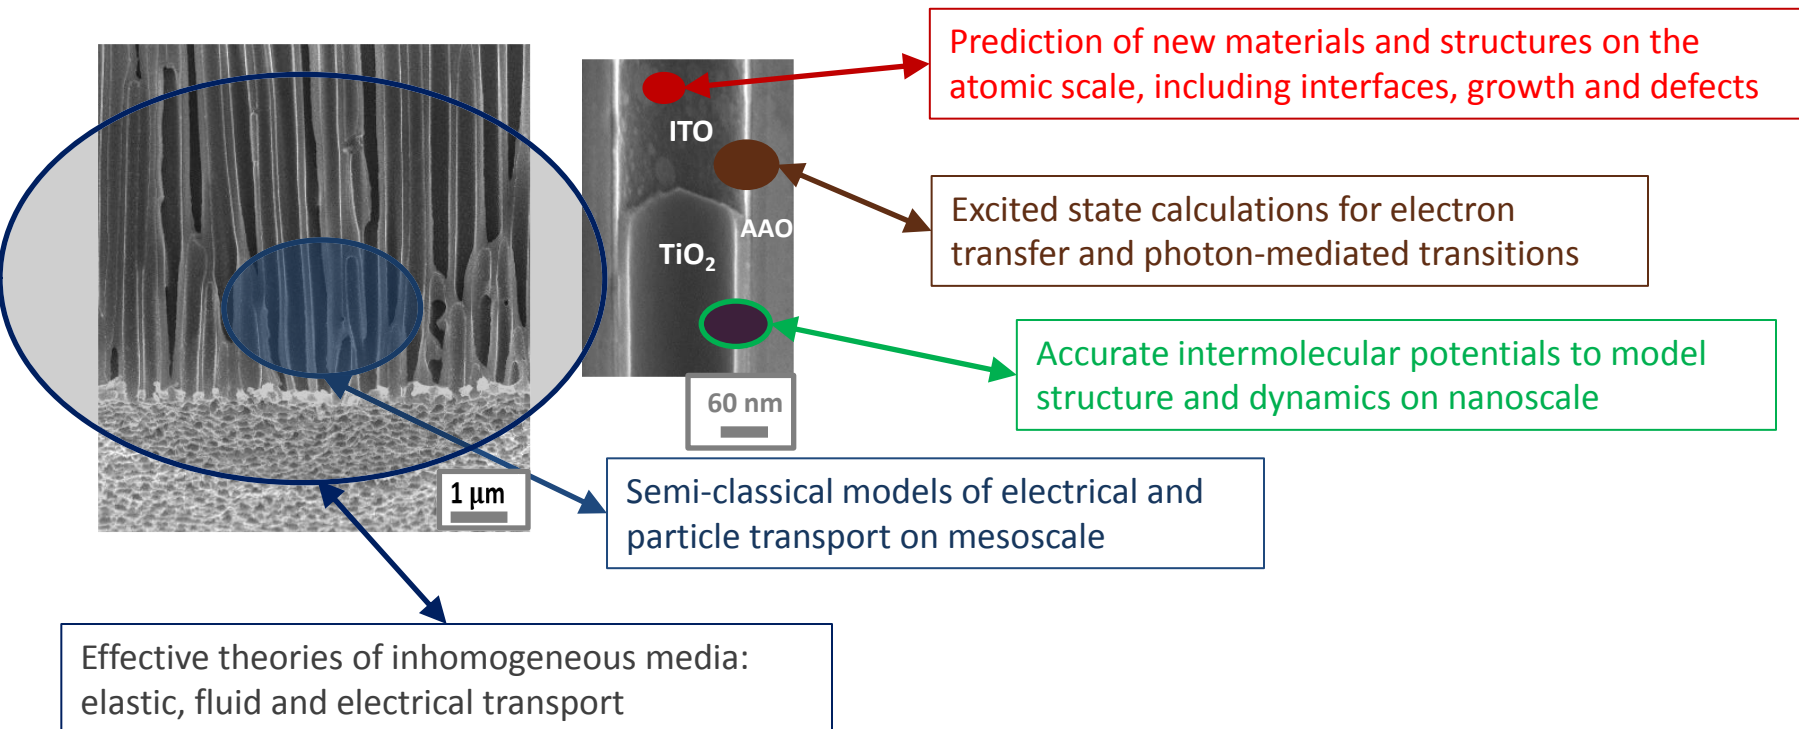 Prediction of new materials and structures on the
atomic scale, including interfaces, growth and defects
ITO
Excited state calculations for electron
transfer and photon-mediated transitions
AAO
TiO₂
Accurate intermolecular potentials to model
structure and dynamics on nanoscale
60 nm
1 μm
Semi-classical models of electrical and
particle transport on mesoscale
Effective theories of inhomogeneous media:
elastic, fluid and electrical transport